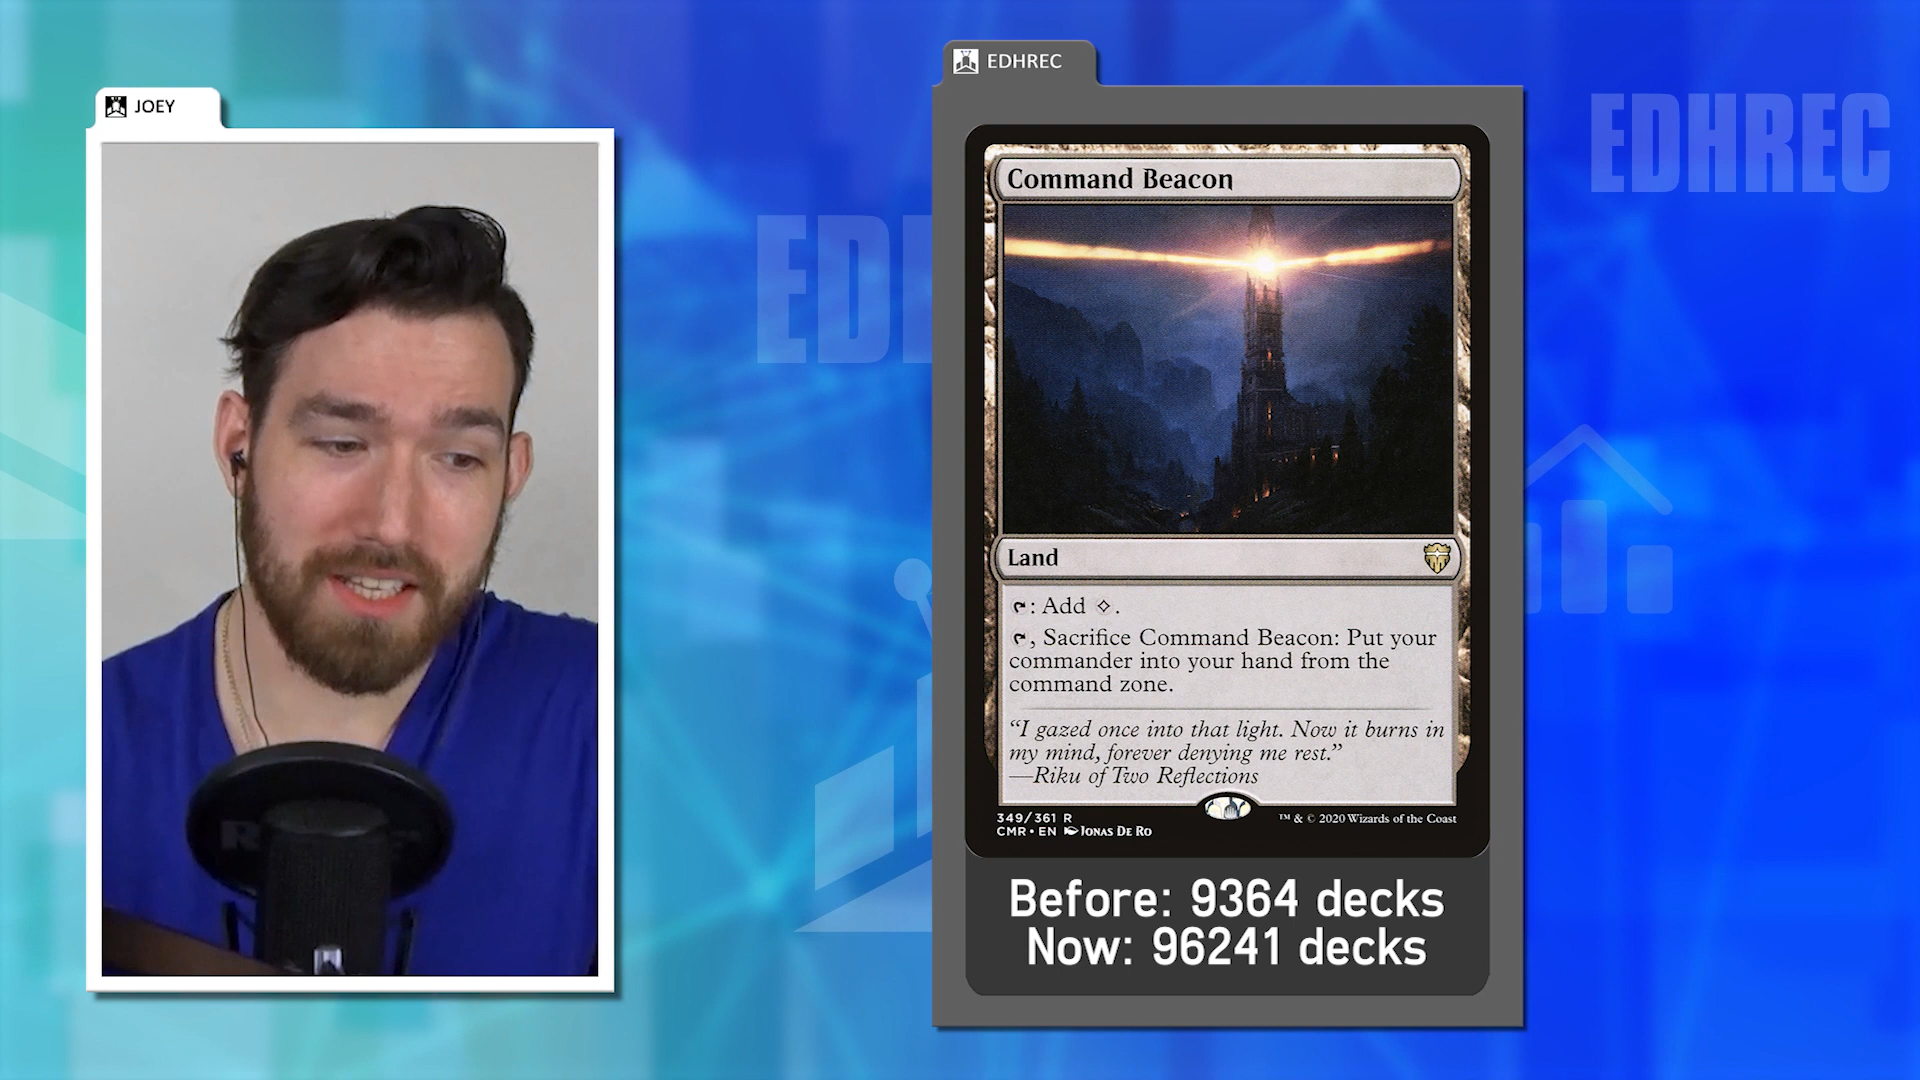 JOEY
EDHREC
EDHREC
Command Beacon
Land
: Add .
, Sacrifice Command Beacon: Put your
commander into your hand from the
command zone.
“I gazed once into that light. Now it burns in
my mind, forever denying me rest.”
—Riku of Two Reflections
349/361 R
CMR • EN JONAS DE RO
™ & © 2020 Wizards of the Coast
Before: 9364 decks
Now: 96241 decks